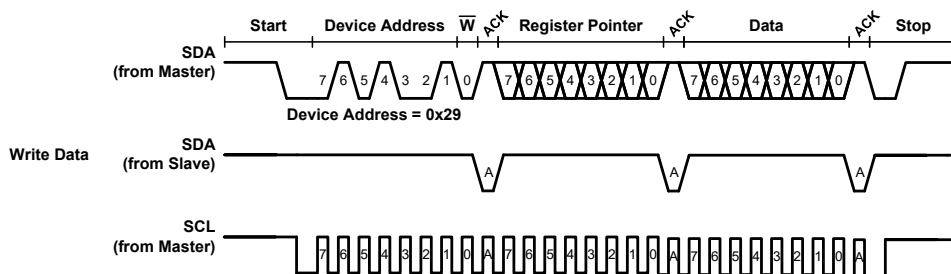 Start Device Address W ACK Register Pointer ACK Data ACK Stop
SDA
(from Master)
7 6 5 4 3 2 1 0 7 6 5 4 3 2 1 0 7 6 5 4 3 2 1 0
Device Address = 0x29
Write Data
SDA
(from Slave)
A A A
SCL
(from Master)
7 6 5 4 3 2 1 0 A 7 6 5 4 3 2 1 0 A 7 6 5 4 3 2 1 0 A